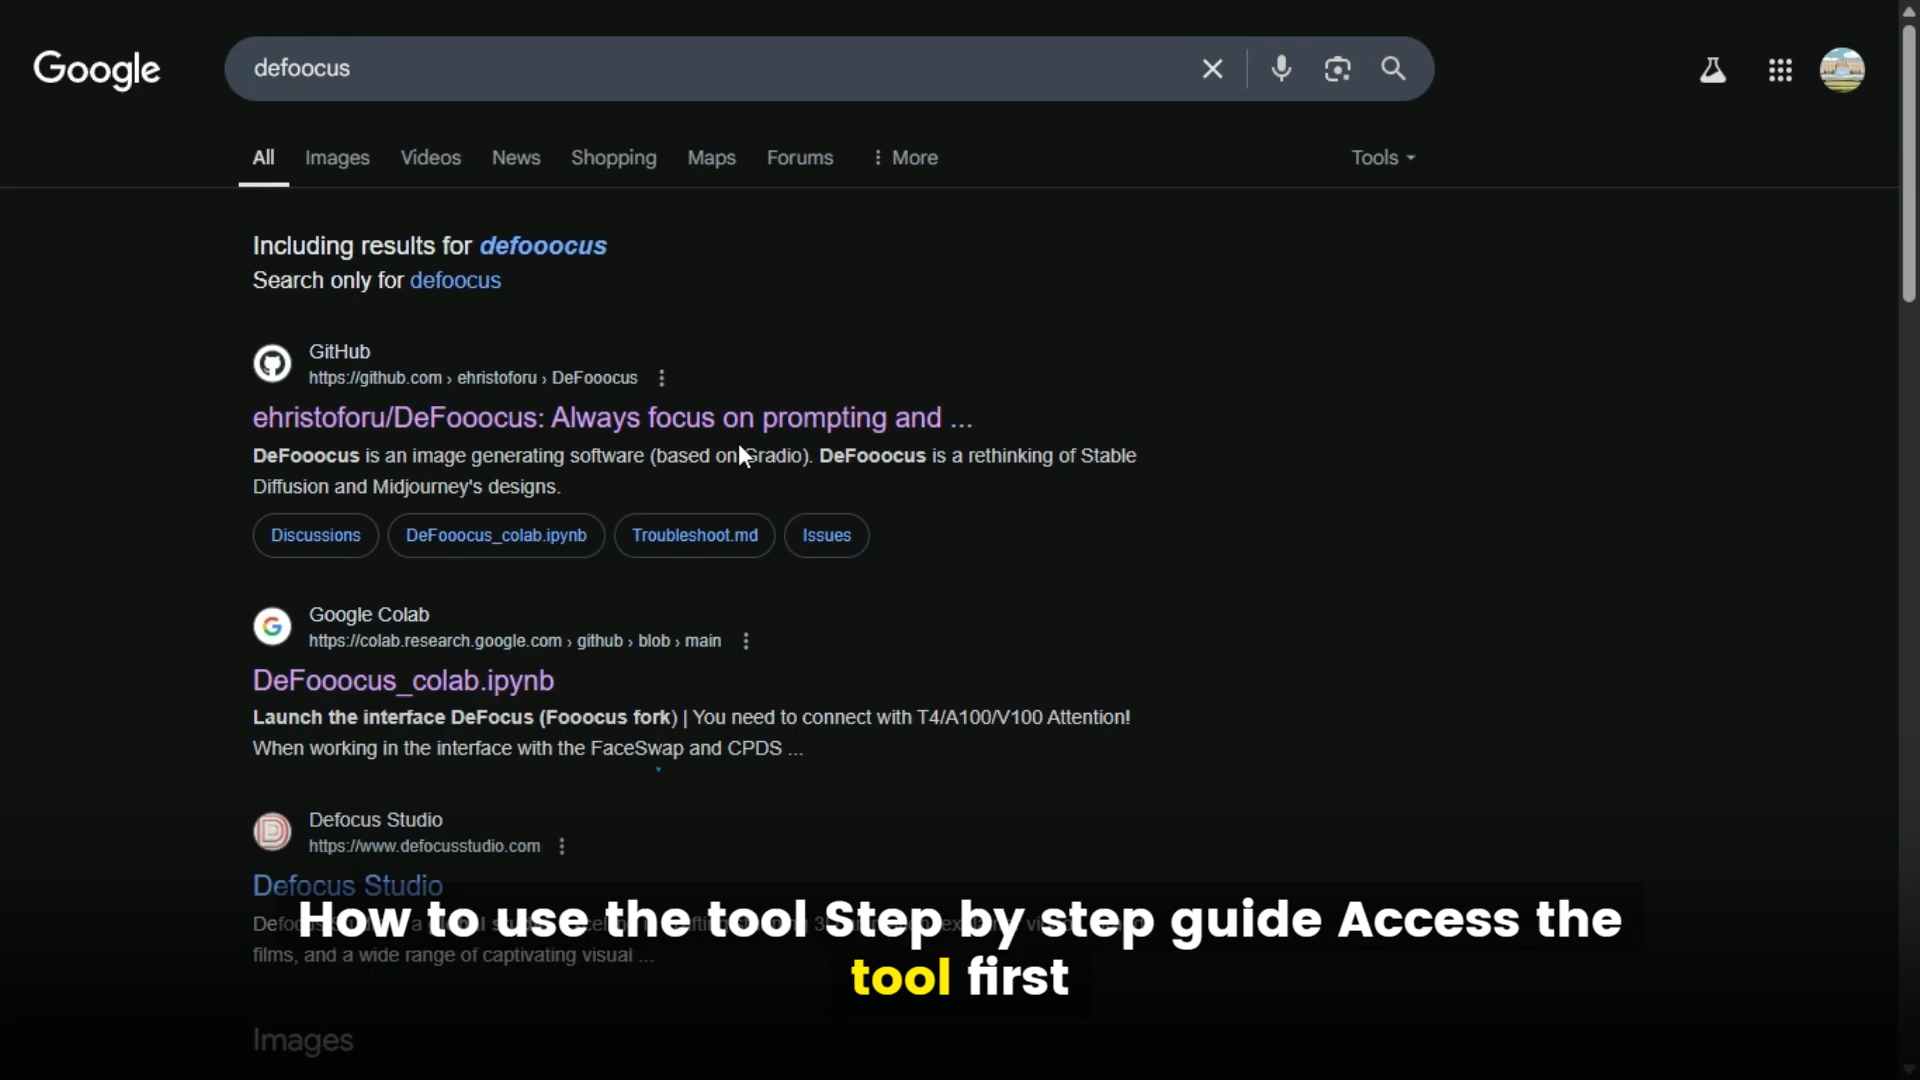 Google
defoocus
All Images Videos News Shopping Maps Forums More Tools
Including results for defooocus
Search only for defoocus
GitHub
https://github.com › ehristoforu › DeFooocus
ehristoforu/DeFooocus: Always focus on prompting and ...
DeFooocus is an image generating software (based on Gradio). DeFooocus is a rethinking of Stable
Diffusion and Midjourney's designs.
Discussions DeFooocus_colab.ipynb Troubleshoot.md Issues
Google Colab
https://colab.research.google.com › github › blob › main
DeFooocus_colab.ipynb
Launch the interface DeFocus (Fooocus fork) | You need to connect with T4/A100/V100 Attention!
When working in the interface with the FaceSwap and CPDS ...
Defocus Studio
https://www.defocusstudio.com
Defocus Studio
How to use the tool Step by step guide Access the
films, and a wide range of captivating visual ...
tool first
Images